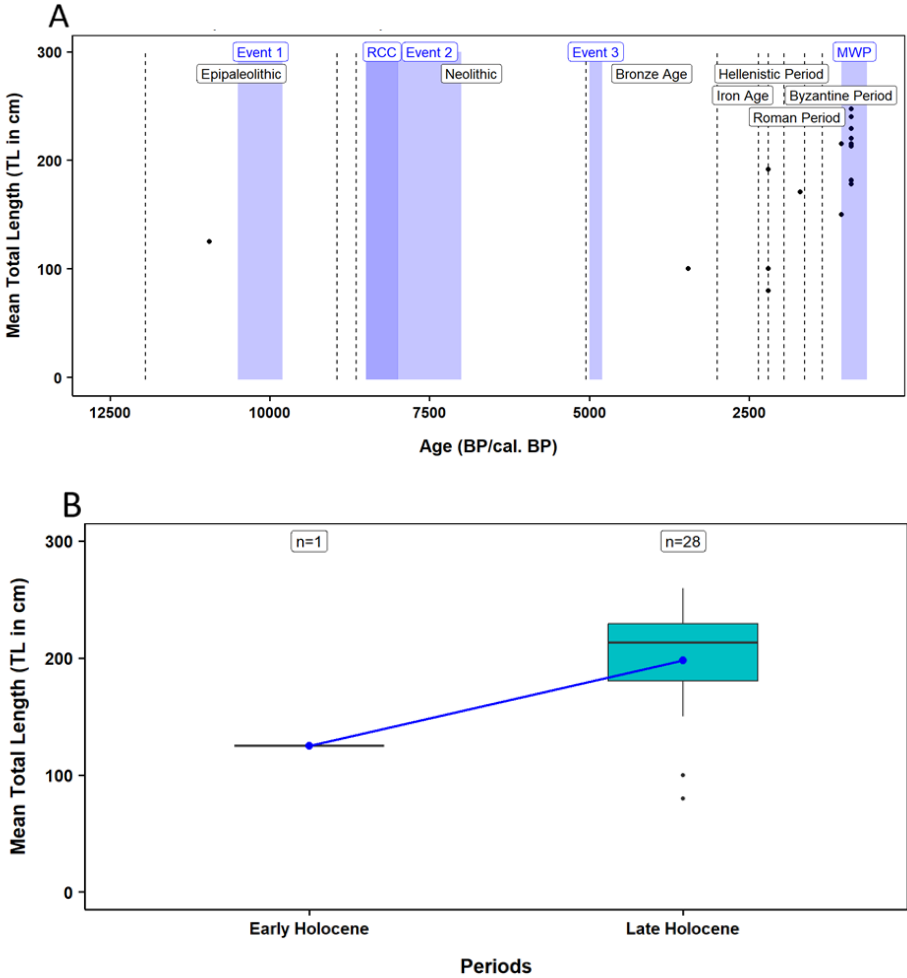 A
Event 1
RCC
Event 2
Event 3
MWP
Epipaleolithic
Neolithic
Bronze Age
Hellenistic Period
Iron Age
Byzantine Period
Roman Period
Mean Total Length (TL in cm)
300
200
100
0
12500
10000
7500
5000
2500
Age (BP/cal. BP)
B
n=1
n=28
Mean Total Length (TL in cm)
300
200
100
0
Early Holocene
Late Holocene
Periods